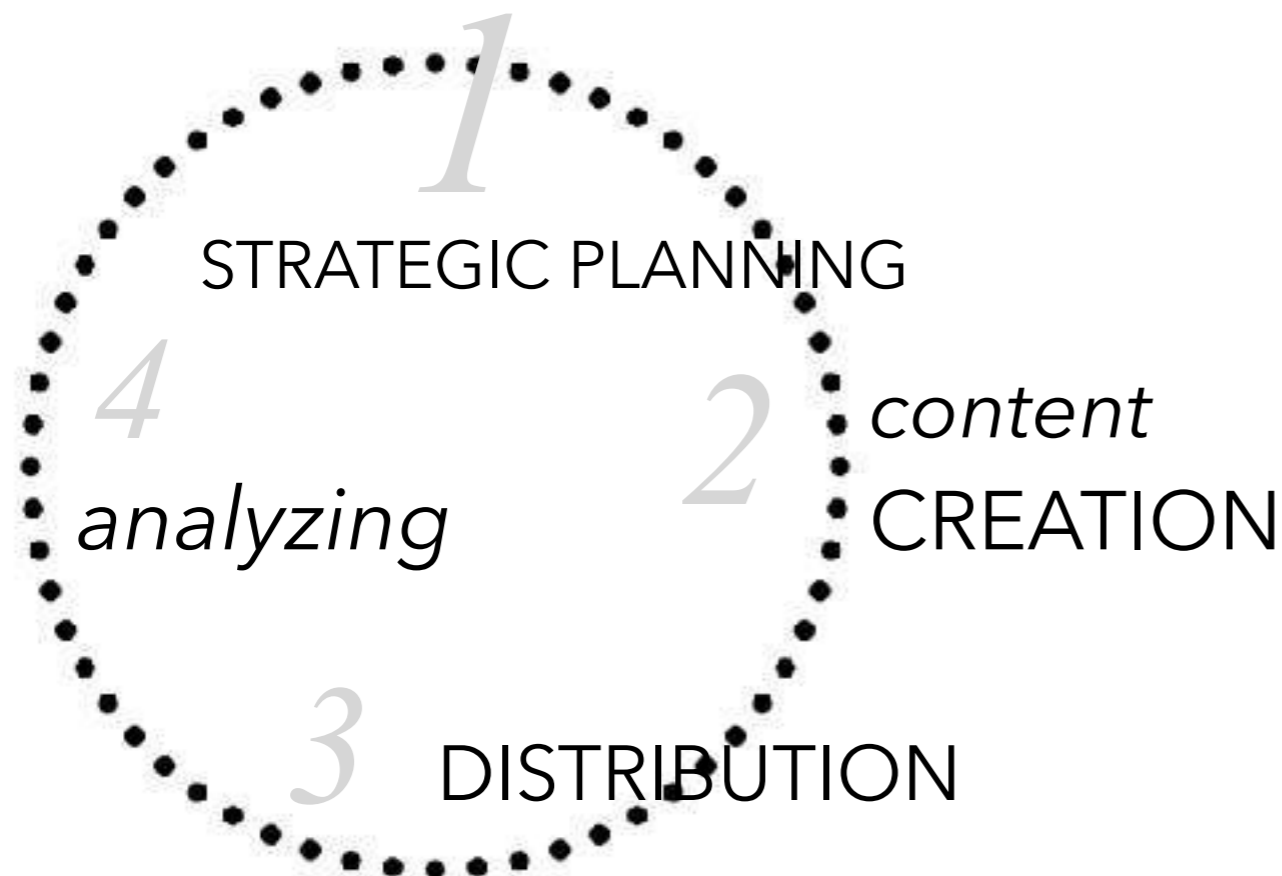 1
STRATEGIC PLANNING
2
content
CREATION
3
DISTRIBUTION
4
analyzing